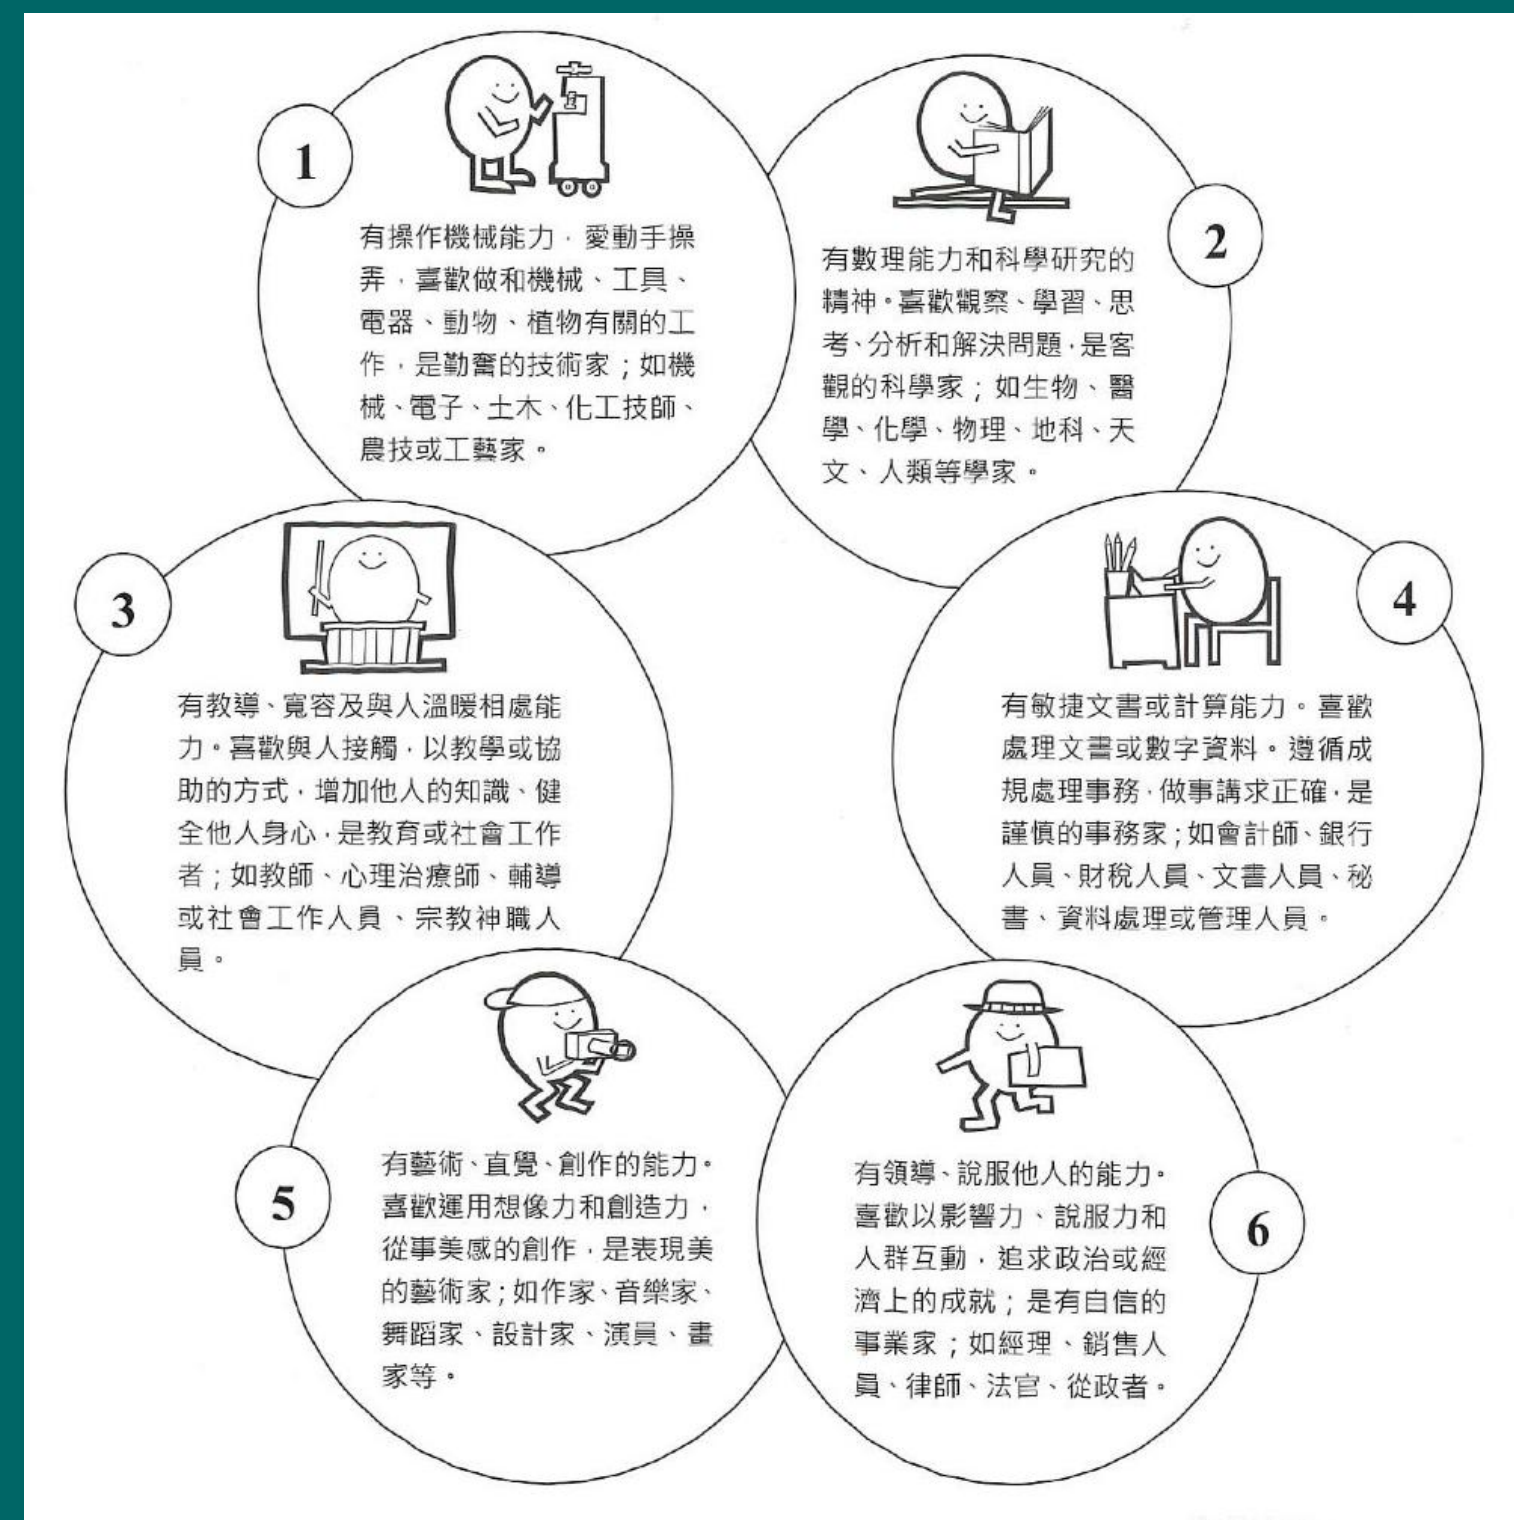 1
有操作機械能力，愛動手操
弄，喜歡做和機械、工具、
電器、動物、植物有關的工
作，是勤奮的技術家；如機
械、電子、土木、化工技師、
農技或工藝家。
2
有數理能力和科學研究的
精神。喜歡觀察、學習、思
考、分析和解決問題，是客
觀的科學家；如生物、醫
學、化學、物理、地科、天
文、人類等學家。
3
有教導、寬容及與人溫暖相處能
力。喜歡與人接觸，以教學或協
助的方式，增加他人的知識、健
全他人身心，是教育或社會工作
者；如教師、心理治療師、輔導
或社會工作人員、宗教神職人
員。
4
有敏捷文書或計算能力。喜歡
處理文書或數字資料。遵循成
規處理事務，做事講求正確，是
謹慎的事務家；如會計師、銀行
人員、財稅人員、文書人員、秘
書、資料處理或管理人員。
5
有藝術、直覺、創作的能力。
喜歡運用想像力和創造力，
從事美感的創作，是表現美
的藝術家；如作家、音樂家、
舞蹈家、設計家、演員、畫
家等。
6
有領導、說服他人的能力。
喜歡以影響力、說服力和
人群互動，追求政治或經
濟上的成就；是有自信的
事業家；如經理、銷售人
員、律師、法官、從政者。